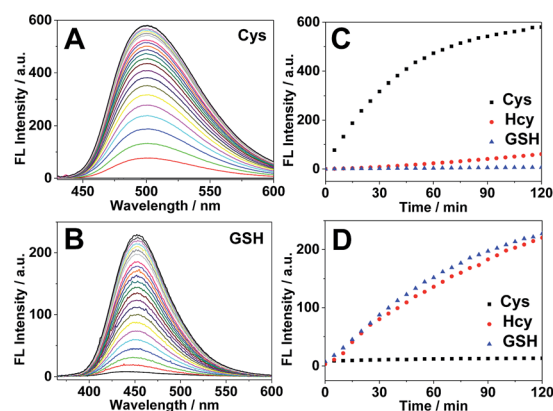 A
Cys
FL Intensity / a.u.
600
400
200
0
450
500
550
600
Wavelength / nm
C
FL Intensity / a.u.
600
400
200
0
Cys
Hcy
GSH
0
30
60
90
120
Time / min
B
GSH
FL Intensity / a.u.
200
100
0
400
450
500
550
600
Wavelength / nm
D
FL Intensity / a.u.
200
100
0
Cys
Hcy
GSH
0
30
60
90
120
Time / min